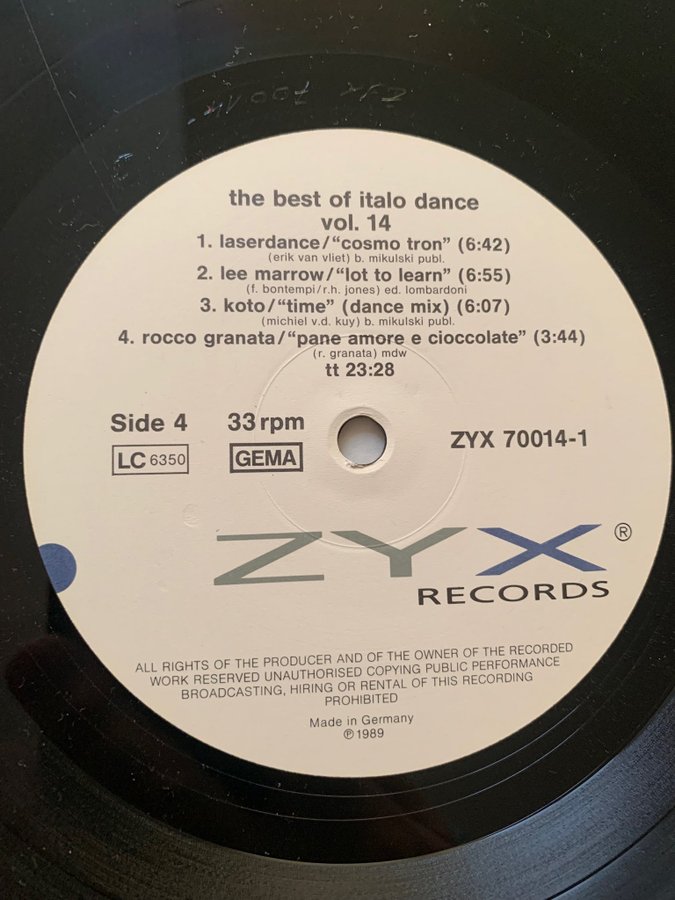 ZYX 70014
the best of italo dance
vol. 14
1. laserdance/“cosmo tron” (6:42)
(erik van vliet) b. mikulski publ.
2. lee marrow/“lot to learn” (6:55)
(f. bontempi/r.h. jones) ed. lombardoni
3. koto/“time” (dance mix) (6:07)
(michiel v.d. kuy) b. mikulski publ.
4. rocco granata/“pane amore e cioccolate” (3:44)
(r. granata) mdw
tt 23:28
Side 4 33 rpm
LC 6350 GEMA
ZYX 70014-1
ZYX ®
RECORDS
ALL RIGHTS OF THE PRODUCER AND OF THE OWNER OF THE RECORDED
WORK RESERVED UNAUTHORISED COPYING PUBLIC PERFORMANCE
BROADCASTING, HIRING OR RENTAL OF THIS RECORDING
PROHIBITED
Made in Germany
℗ 1989